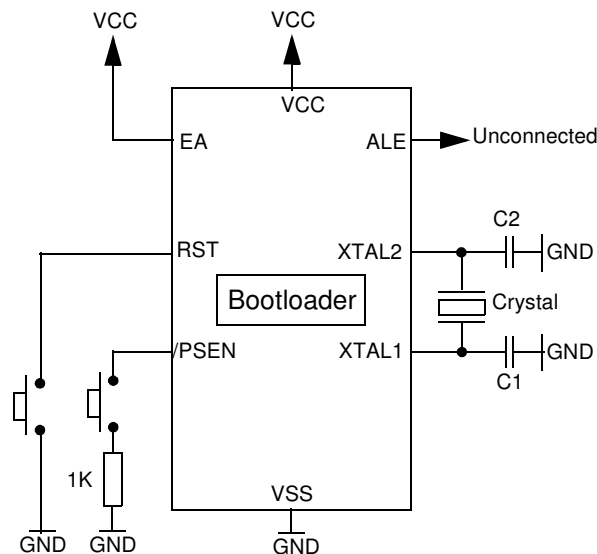 VCC
VCC
VCC
EA
ALE
Unconnected
C2
RST
XTAL2
GND
Bootloader
Crystal
/PSEN
XTAL1
GND
C1
1K
VSS
GND
GND
GND